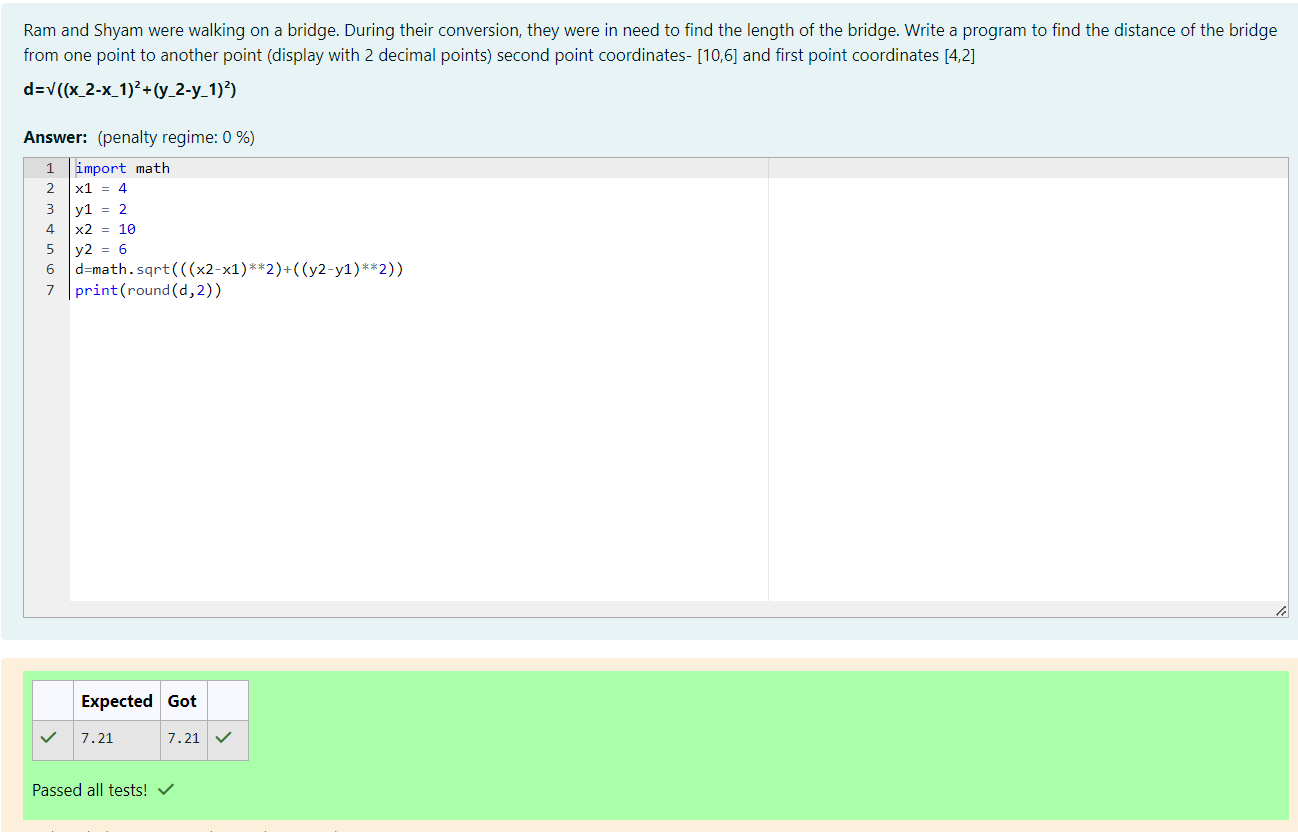 Ram and Shyam were walking on a bridge. During their conversion, they were in need to find the length of the bridge. Write a program to find the distance of the bridge
from one point to another point (display with 2 decimal points) second point coordinates- [10,6] and first point coordinates [4,2]
d=√((x_2-x_1)²+(y_2-y_1)²)
Answer: (penalty regime: 0 %)
1 import math
2 x1 = 4
3 y1 = 2
4 x2 = 10
5 y2 = 6
6 d=math.sqrt(((x2-x1)**2)+((y2-y1)**2))
7 print(round(d,2))
Expected Got
7.21 7.21
Passed all tests!